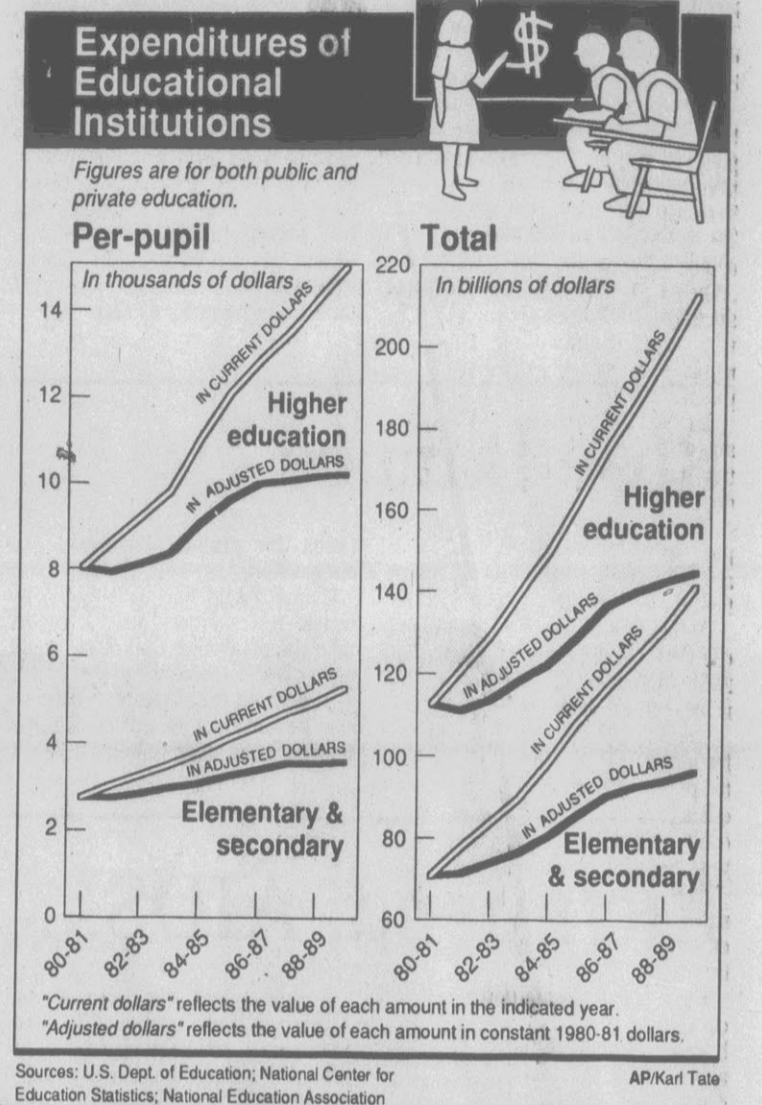 Expenditures of
Educational
Institutions
$
Figures are for both public and
private education.
Per-pupil
In thousands of dollars
14
12
10
8
6
4
2
0
IN CURRENT DOLLARS
Higher
education
IN ADJUSTED DOLLARS
IN CURRENT DOLLARS
IN ADJUSTED DOLLARS
Elementary &
secondary
80-81
82-83
84-85
86-87
88-89
Total
In billions of dollars
220
200
180
160
140
120
100
80
60
IN CURRENT DOLLARS
Higher
education
IN ADJUSTED DOLLARS
IN CURRENT DOLLARS
IN ADJUSTED DOLLARS
Elementary
& secondary
80-81
82-83
84-85
86-87
88-89
"Current dollars" reflects the value of each amount in the indicated year.
"Adjusted dollars" reflects the value of each amount in constant 1980-81 dollars.
Sources: U.S. Dept. of Education; National Center for
Education Statistics; National Education Association
AP/Karl Tate